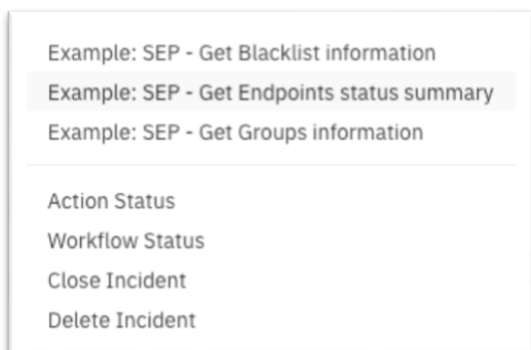 Example: SEP - Get Blacklist information
Example: SEP - Get Endpoints status summary
Example: SEP - Get Groups information
Action Status
Workflow Status
Close Incident
Delete Incident